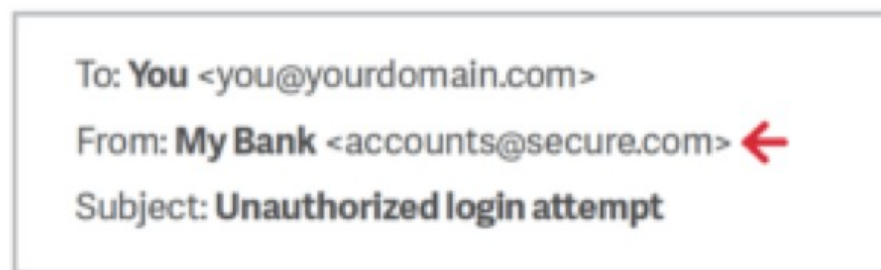 To: You <you@yourdomain.com>
From: My Bank <accounts@secure.com>
Subject: Unauthorized login attempt